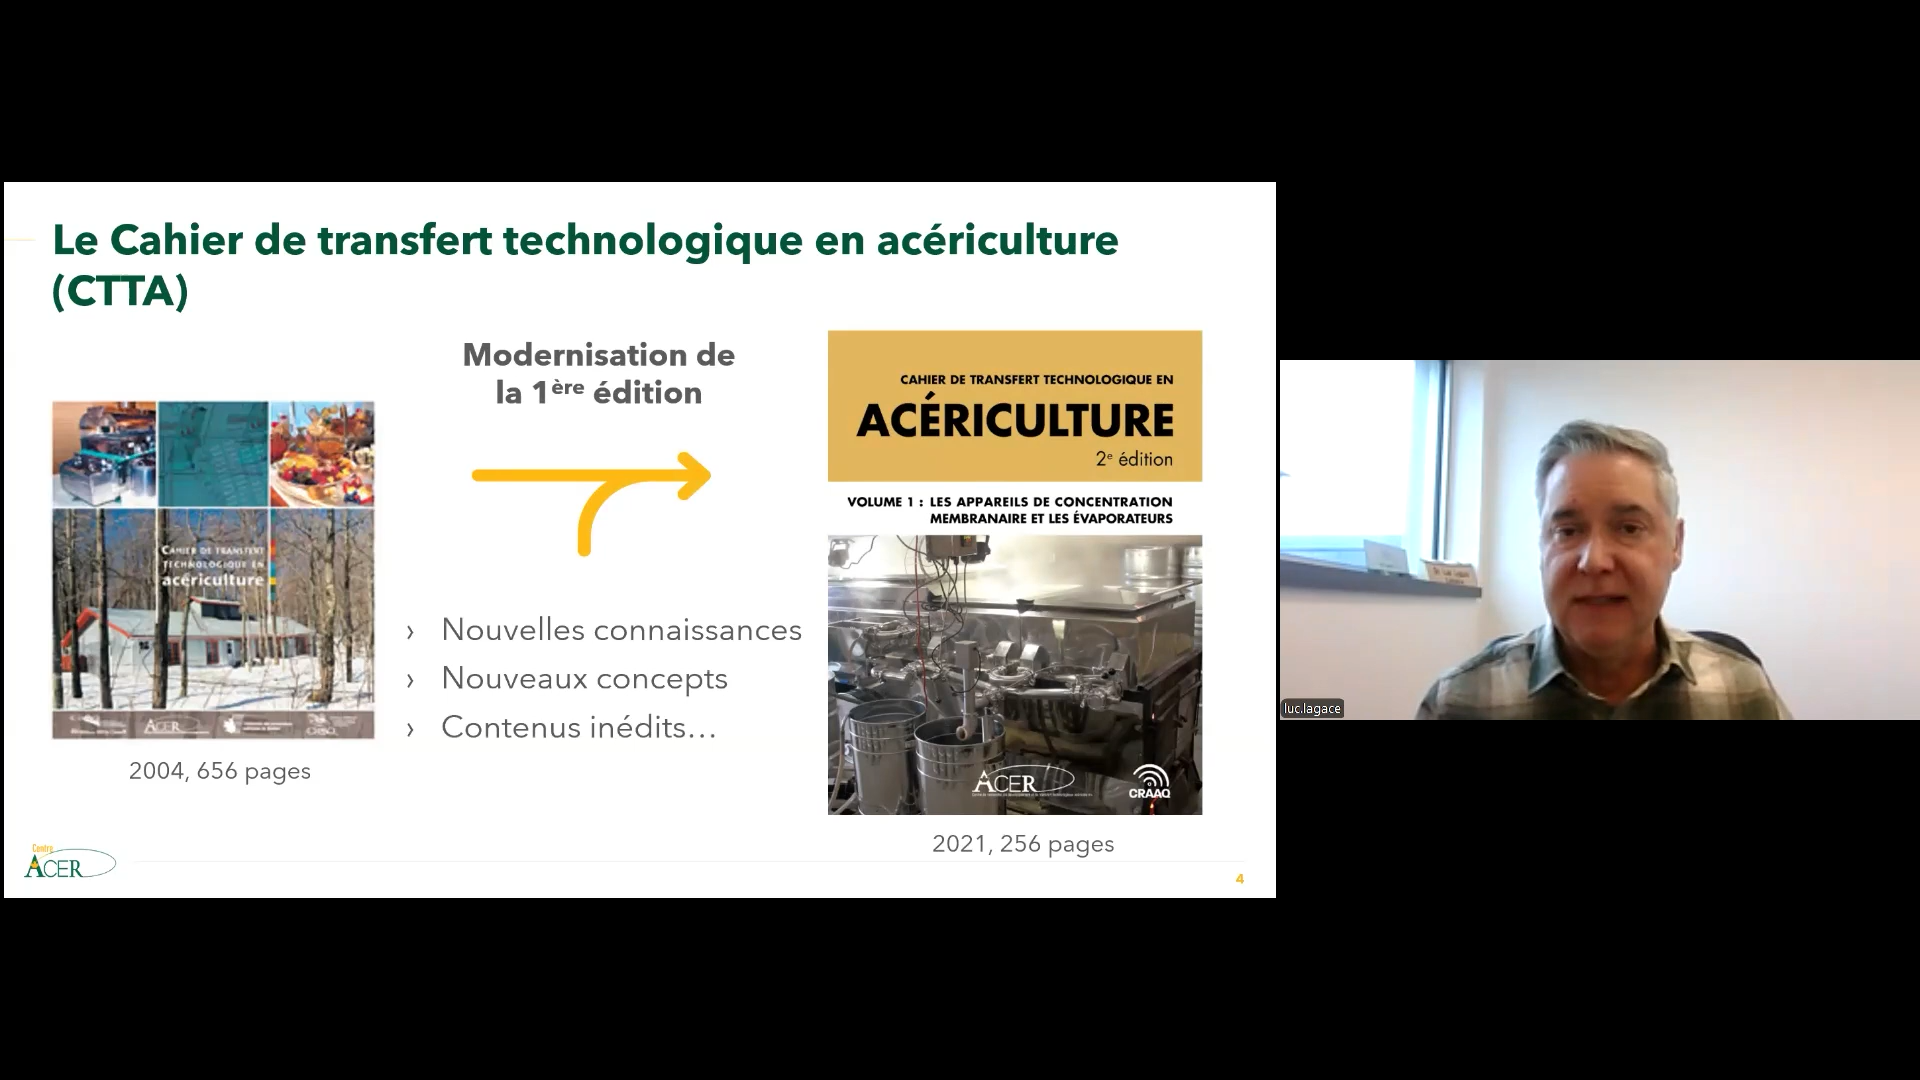 Le Cahier de transfert technologique en acériculture
(CTTA)
Modernisation de
la 1ère édition
CAHIER DE TRANSFERT
TECHNOLOGIQUE EN
acériculture
ACER
2004, 656 pages
› Nouvelles connaissances
› Nouveaux concepts
› Contenus inédits…
CAHIER DE TRANSFERT TECHNOLOGIQUE EN
ACÉRICULTURE
2e édition
VOLUME 1 : LES APPAREILS DE CONCENTRATION
MEMBRANAIRE ET LES ÉVAPORATEURS
ACER
CRAAQ
2021, 256 pages
Centre
ACER
4
luc.lagace